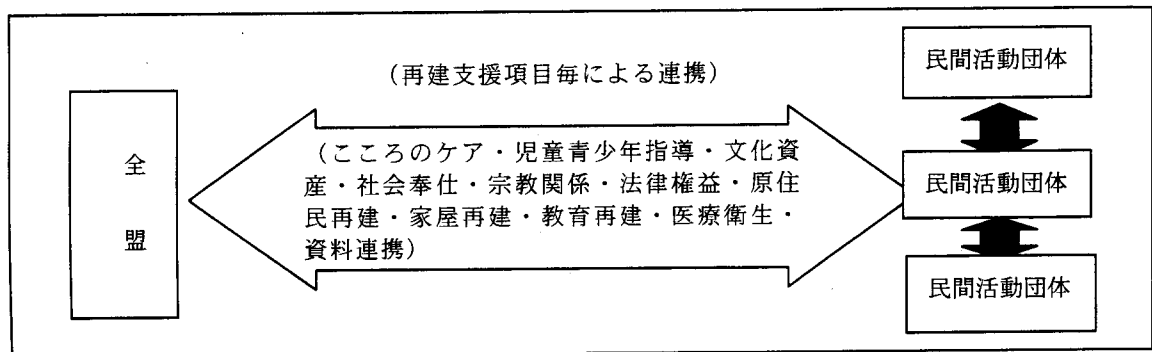 (再建支援項目毎による連携)
全
盟
(こころのケア・児童青少年指導・文化資
産・社会奉仕・宗教関係・法律権益・原住
民再建・家屋再建・教育再建・医療衛生・
資料連携)
民間活動団体
民間活動団体
民間活動団体